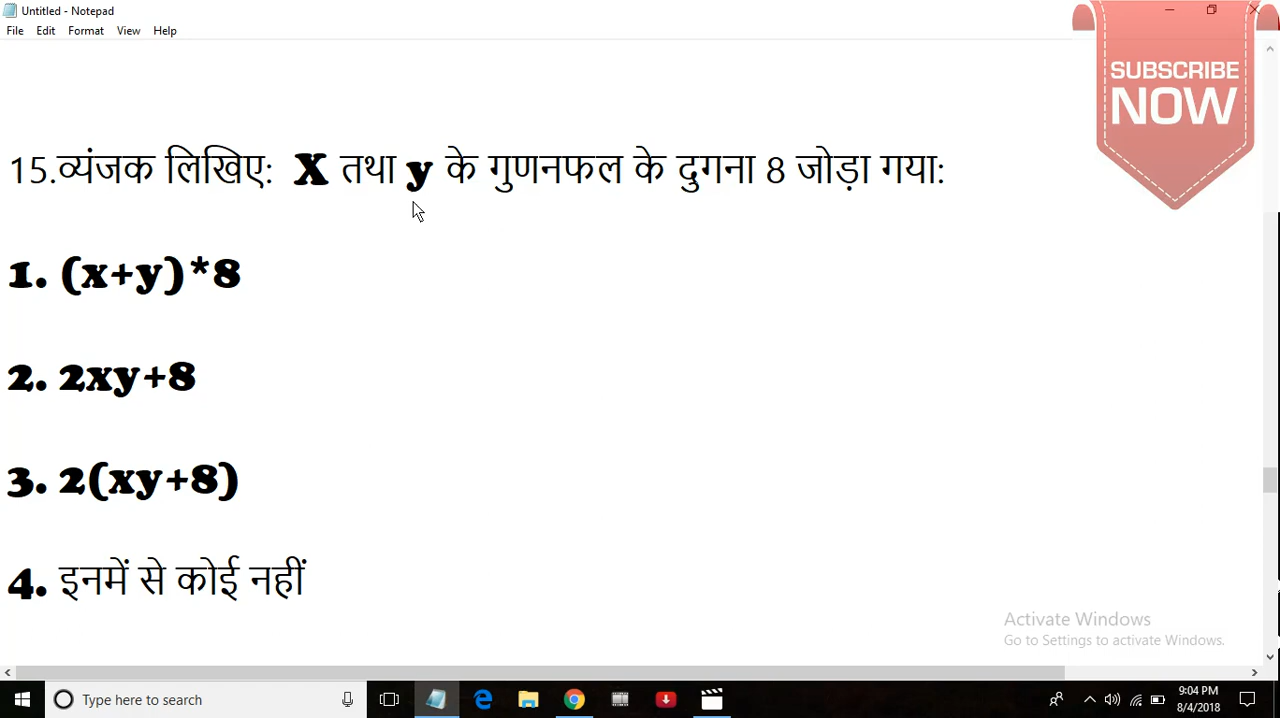 Untitled - Notepad
File Edit Format View Help
SUBSCRIBE
NOW
15.व्यंजक लिखिए: X तथा y के गुणनफल के दुगना 8 जोड़ा गया:
1. (x+y)*8
2. 2xy+8
3. 2(xy+8)
4. इनमें से कोई नहीं
Activate Windows
Go to Settings to activate Windows.
Type here to search
9:04 PM
8/4/2018